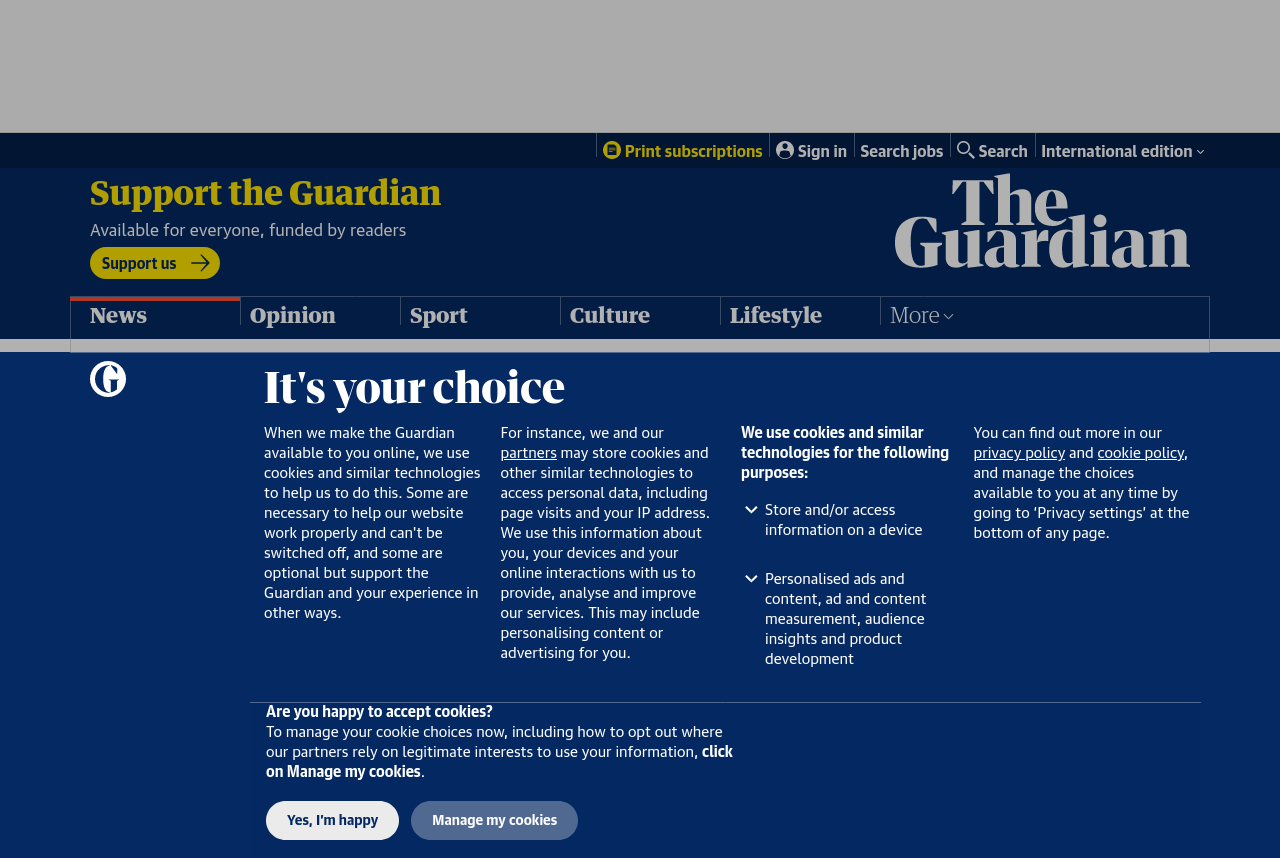 Print subscriptions
Sign in
Search jobs
Search
International edition
Support the Guardian
Available for everyone, funded by readers
Support us
The
Guardian
News
Opinion
Sport
Culture
Lifestyle
More
G
It's your choice
When we make the Guardian
available to you online, we use
cookies and similar technologies
to help us to do this. Some are
necessary to help our website
work properly and can't be
switched off, and some are
optional but support the
Guardian and your experience in
other ways.
For instance, we and our
partners may store cookies and
other similar technologies to
access personal data, including
page visits and your IP address.
We use this information about
you, your devices and your
online interactions with us to
provide, analyse and improve
our services. This may include
personalising content or
advertising for you.
We use cookies and similar
technologies for the following
purposes:
Store and/or access
information on a device
Personalised ads and
content, ad and content
measurement, audience
insights and product
development
You can find out more in our
privacy policy and cookie policy,
and manage the choices
available to you at any time by
going to ‘Privacy settings’ at the
bottom of any page.
Are you happy to accept cookies?
To manage your cookie choices now, including how to opt out where
our partners rely on legitimate interests to use your information, click
on Manage my cookies.
Yes, I’m happy
Manage my cookies